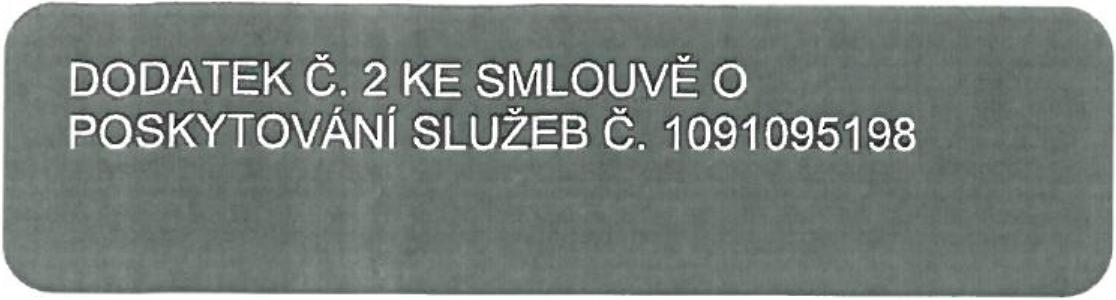 DODATEK Č. 2 KE SMLOUVĚ O
POSKYTOVÁNÍ SLUŽEB Č. 1091095198